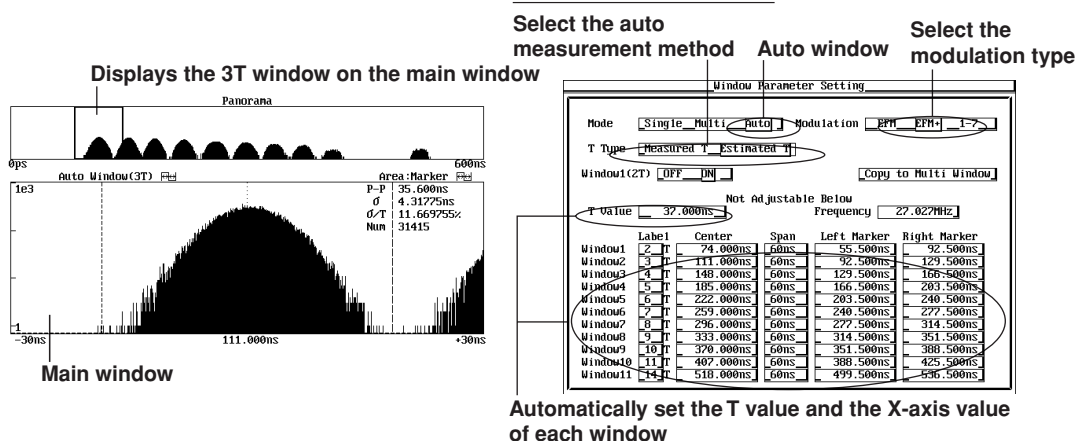 Select the auto
measurement method
Auto window
Select the
modulation type
Displays the 3T window on the main window
Panorama
0ps 600ns
Auto Window(3T) Area:Marker
1e3
P-P 35.600ns
σ 4.31775ns
σ/T 11.669755%
Num 31415
1
-30ns 111.000ns +30ns
Main window
Window Parameter Setting
Mode Single Multi Auto Modulation EFM EFM+ 1-7
T Type Measured T Estimated T
Window1(2T) OFF ON Copy to Multi Window
Not Adjustable Below
T Value 37.000ns Frequency 27.027MHz
Label Center Span Left Marker Right Marker
Window1 2 T 74.000ns 60ns 55.500ns 92.500ns
Window2 3 T 111.000ns 60ns 92.500ns 129.500ns
Window3 4 T 148.000ns 60ns 129.500ns 166.500ns
Window4 5 T 185.000ns 60ns 166.500ns 203.500ns
Window5 6 T 222.000ns 60ns 203.500ns 240.500ns
Window6 7 T 259.000ns 60ns 240.500ns 277.500ns
Window7 8 T 296.000ns 60ns 277.500ns 314.500ns
Window8 9 T 333.000ns 60ns 314.500ns 351.500ns
Window9 10 T 370.000ns 60ns 351.500ns 388.500ns
Window10 11 T 407.000ns 60ns 388.500ns 425.500ns
Window11 14 T 518.000ns 60ns 499.500ns 536.500ns
Automatically set the T value and the X-axis value
of each window